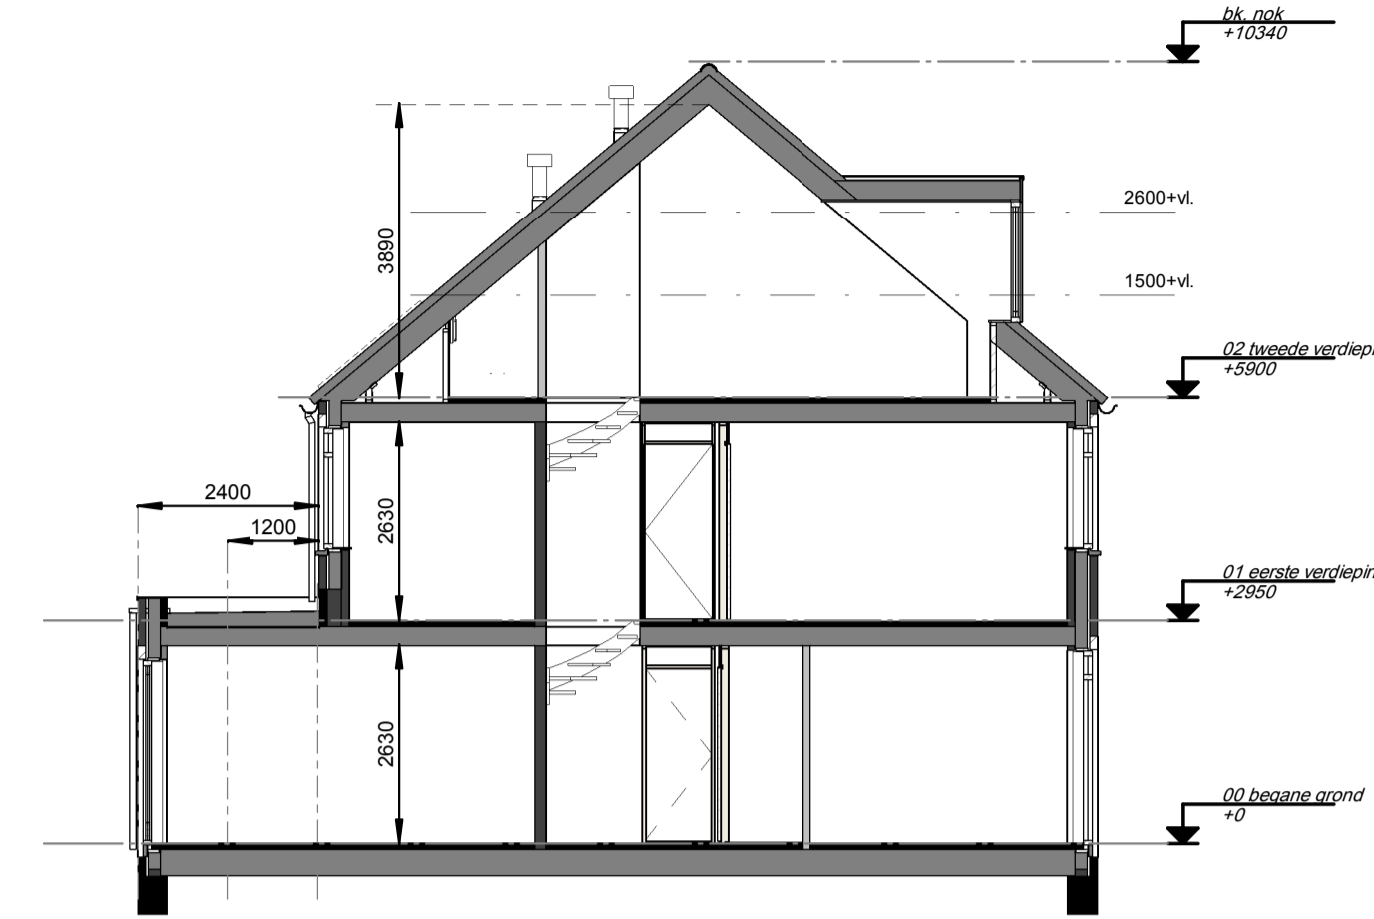 bk. nok
+10340
2600+vl.
3890
1500+vl.
02 tweede verdiepi
+5900
2400
2630
1200
01 eerste verdiepin
+2950
2630
00 begane grond
+0